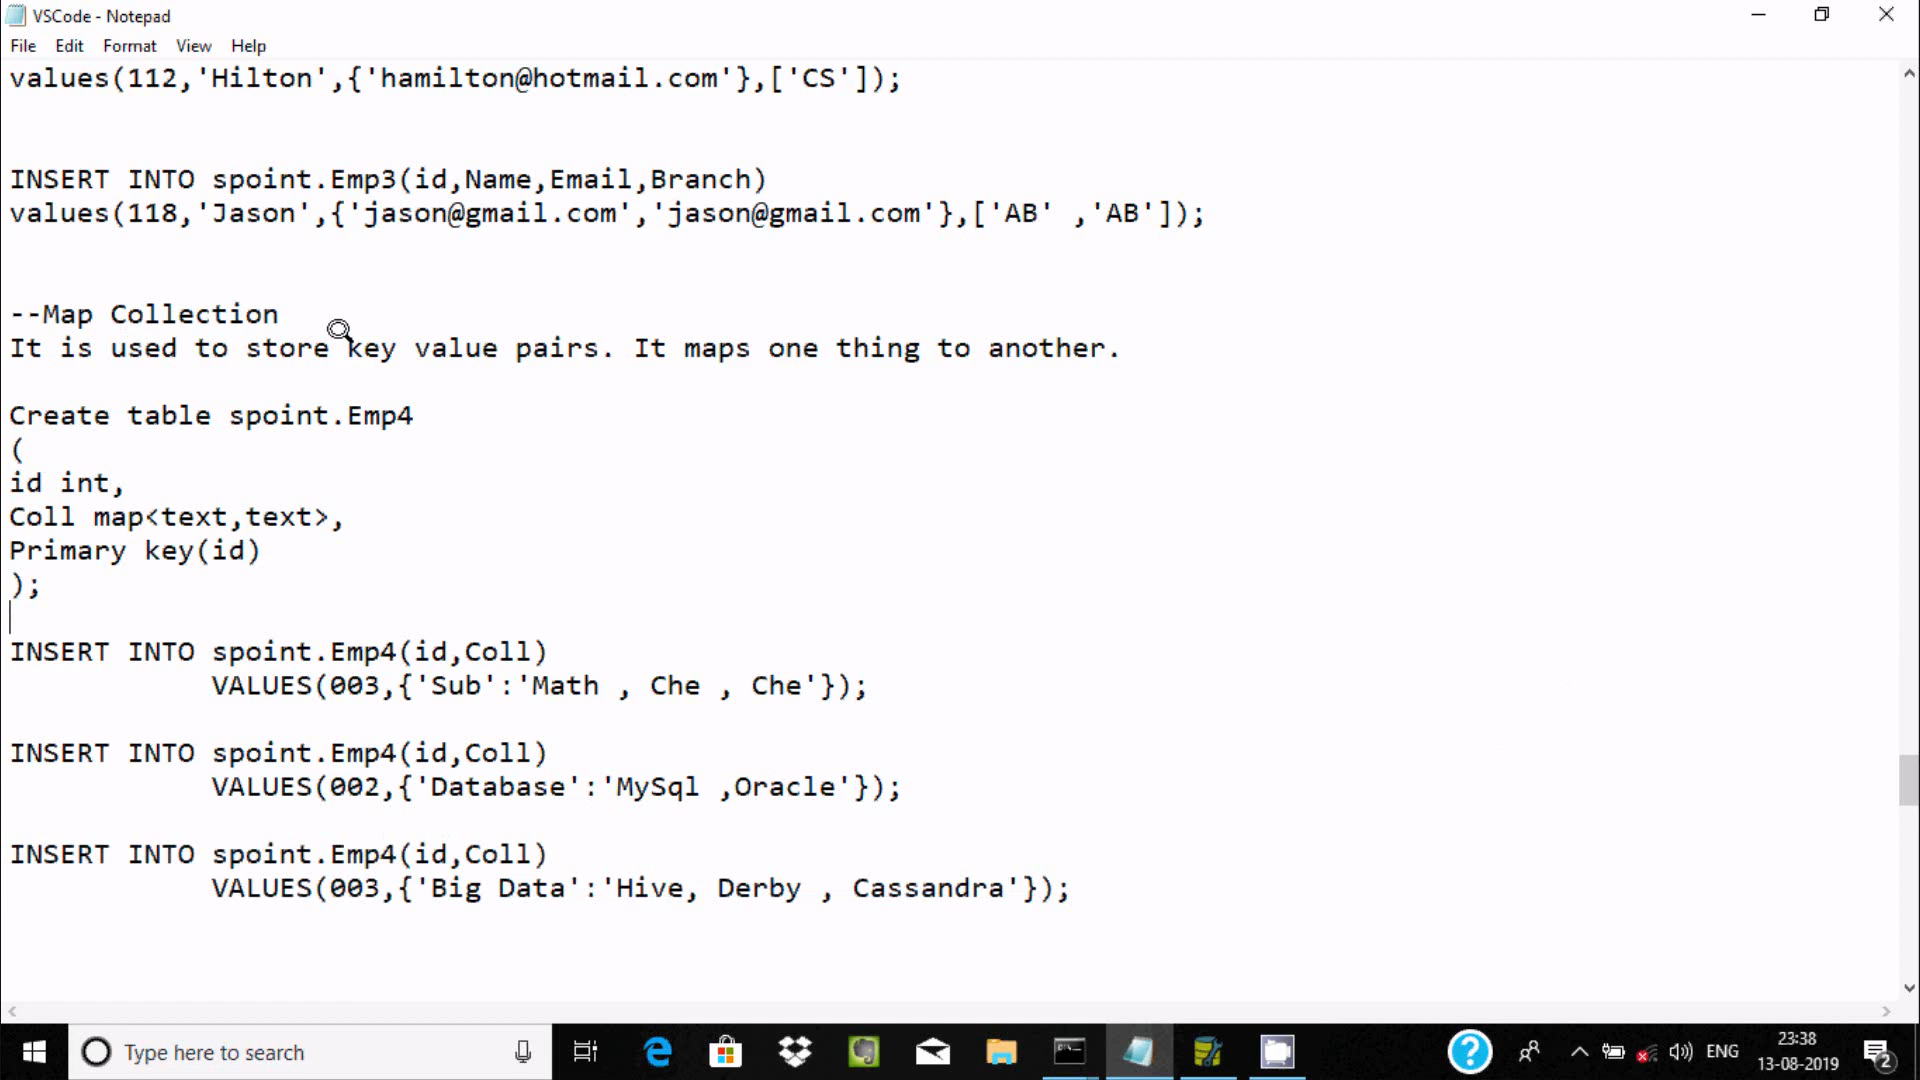 VSCode - Notepad
File Edit Format View Help
values(112,'Hilton',{'hamilton@hotmail.com'},['CS']);
INSERT INTO spoint.Emp3(id,Name,Email,Branch)
values(118,'Jason',{'jason@gmail.com','jason@gmail.com'},['AB' ,'AB']);
--Map Collection
It is used to store key value pairs. It maps one thing to another.
Create table spoint.Emp4
(
id int,
Coll map<text,text>,
Primary key(id)
);
INSERT INTO spoint.Emp4(id,Coll)
VALUES(003,{'Sub':'Math , Che , Che'});
INSERT INTO spoint.Emp4(id,Coll)
VALUES(002,{'Database':'MySql ,Oracle'});
INSERT INTO spoint.Emp4(id,Coll)
VALUES(003,{'Big Data':'Hive, Derby , Cassandra'});
Type here to search
ENG
23:38
13-08-2019
2